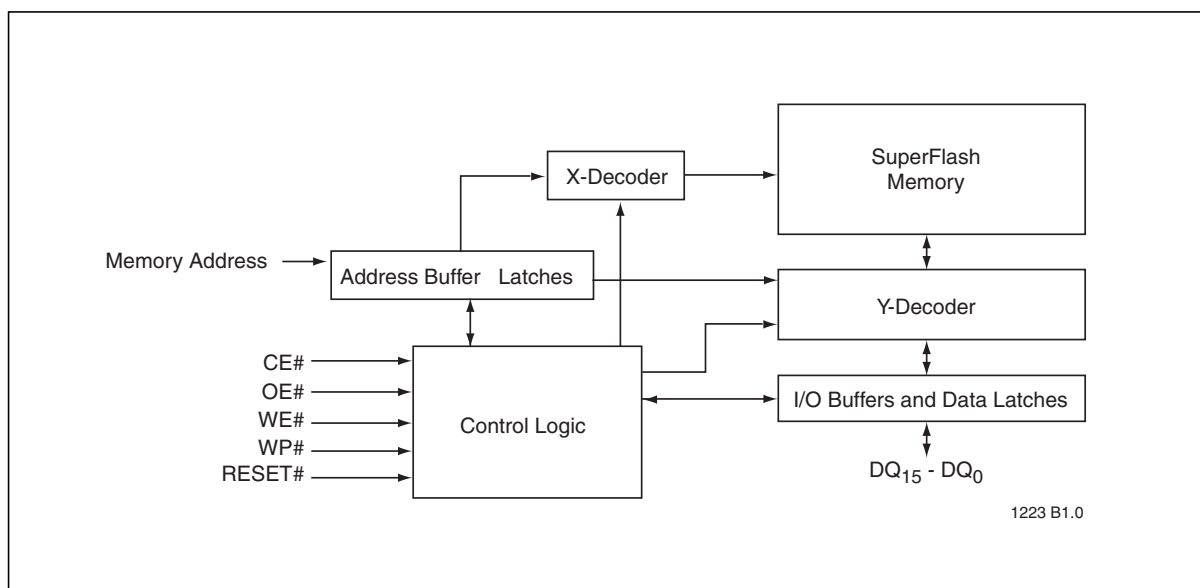 SuperFlash
Memory
X-Decoder
Memory Address
Address Buffer Latches
Y-Decoder
CE#
OE#
WE#
WP#
RESET#
Control Logic
I/O Buffers and Data Latches
DQ15 - DQ0
1223 B1.0